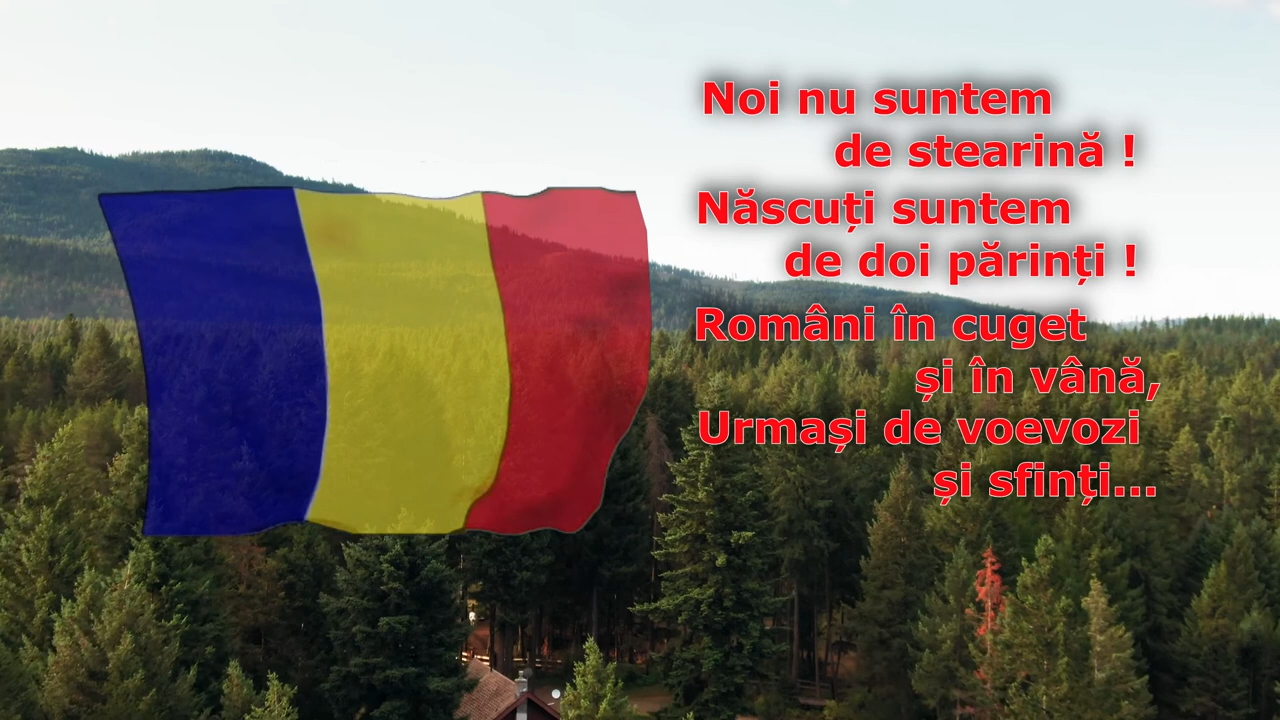 Noi nu suntem
de stearină !
Născuți suntem
de doi părinți !
Români în cuget
și în vână,
Urmași de voevozi
și sfinți...